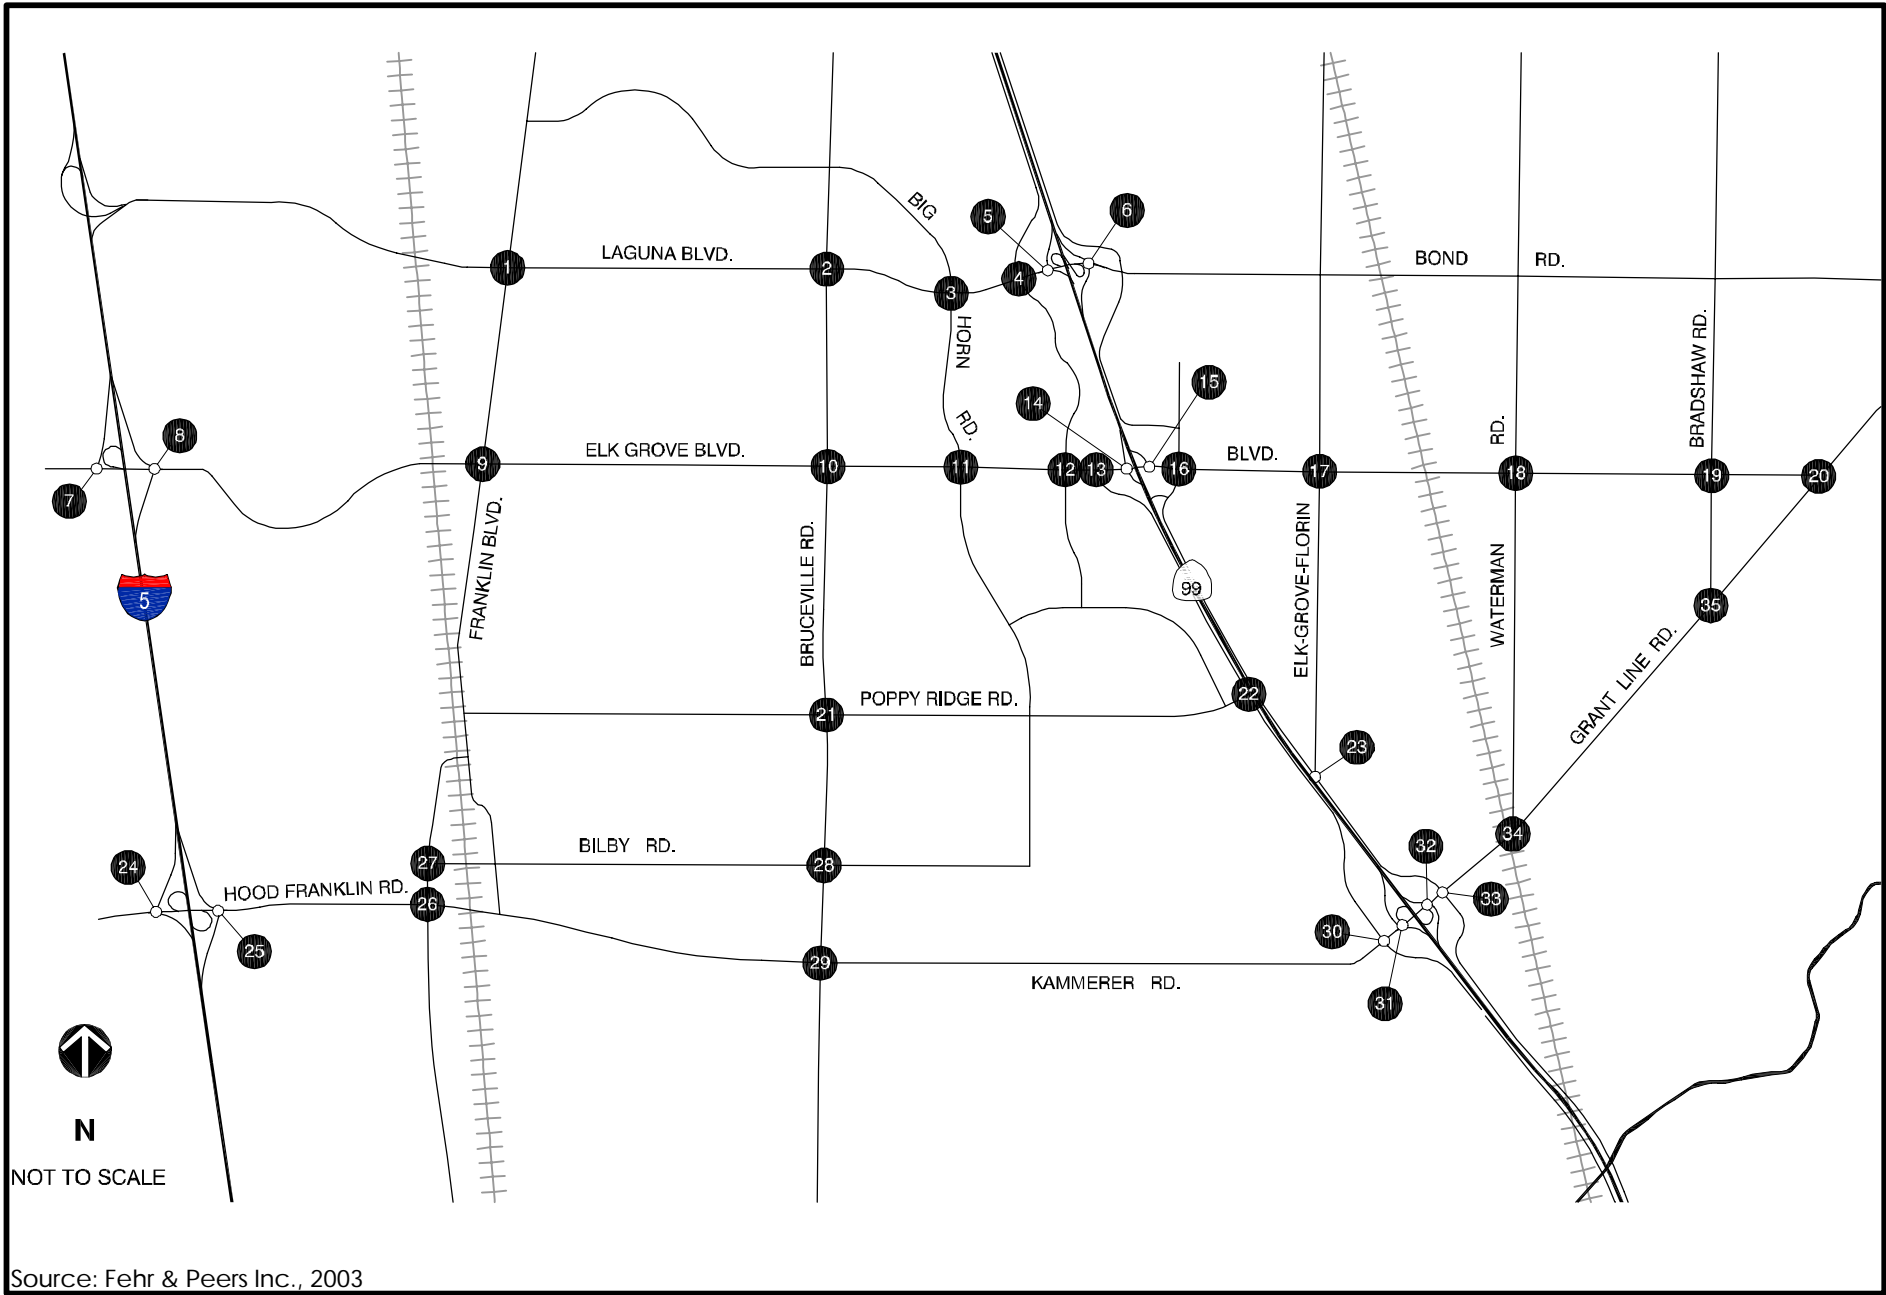 BIG
5
6
LAGUNA BLVD.
BOND RD.
1
2
3
4
HORN
RD.
BRADSHAW RD.
15
14
8
7
ELK GROVE BLVD.
BLVD.
RD.
9
10
11
12
13
16
17
18
19
20
FRANKLIN BLVD.
BRUCEVILLE RD.
ELK-GROVE-FLORIN
WATERMAN
5
99
35
GRANT LINE RD.
POPPY RIDGE RD.
21
22
23
BILBY RD.
24
27
28
32
34
HOOD FRANKLIN RD.
26
25
33
30
29
31
KAMMERER RD.
N
NOT TO SCALE
Source: Fehr & Peers Inc., 2003